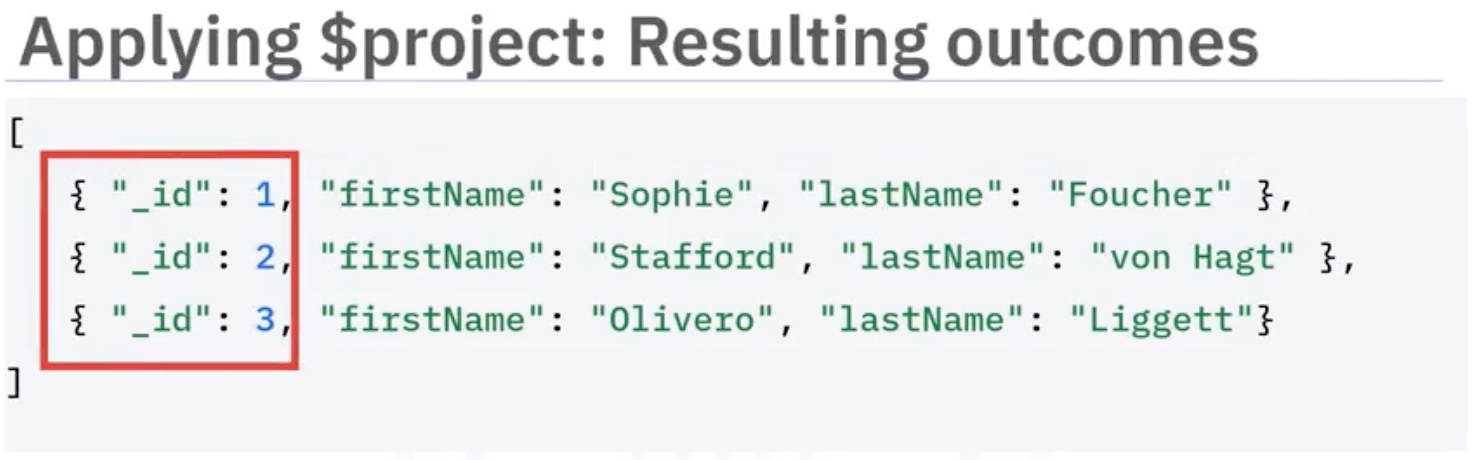 Applying $project: Resulting outcomes
[
{ "_id": 1, "firstName": "Sophie", "lastName": "Foucher" },
{ "_id": 2, "firstName": "Stafford", "lastName": "von Hagt" },
{ "_id": 3, "firstName": "Olivero", "lastName": "Liggett"}
]